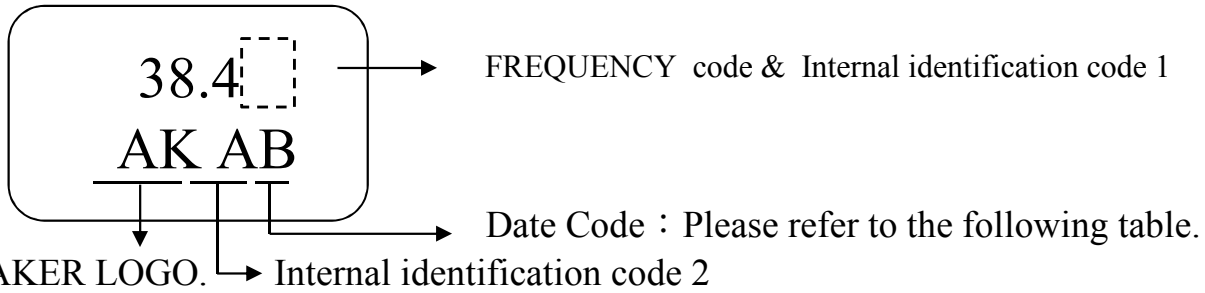 38.4 FREQUENCY code & Internal identification code 1
AK AB
Date Code：Please refer to the following table.
AKER LOGO. Internal identification code 2